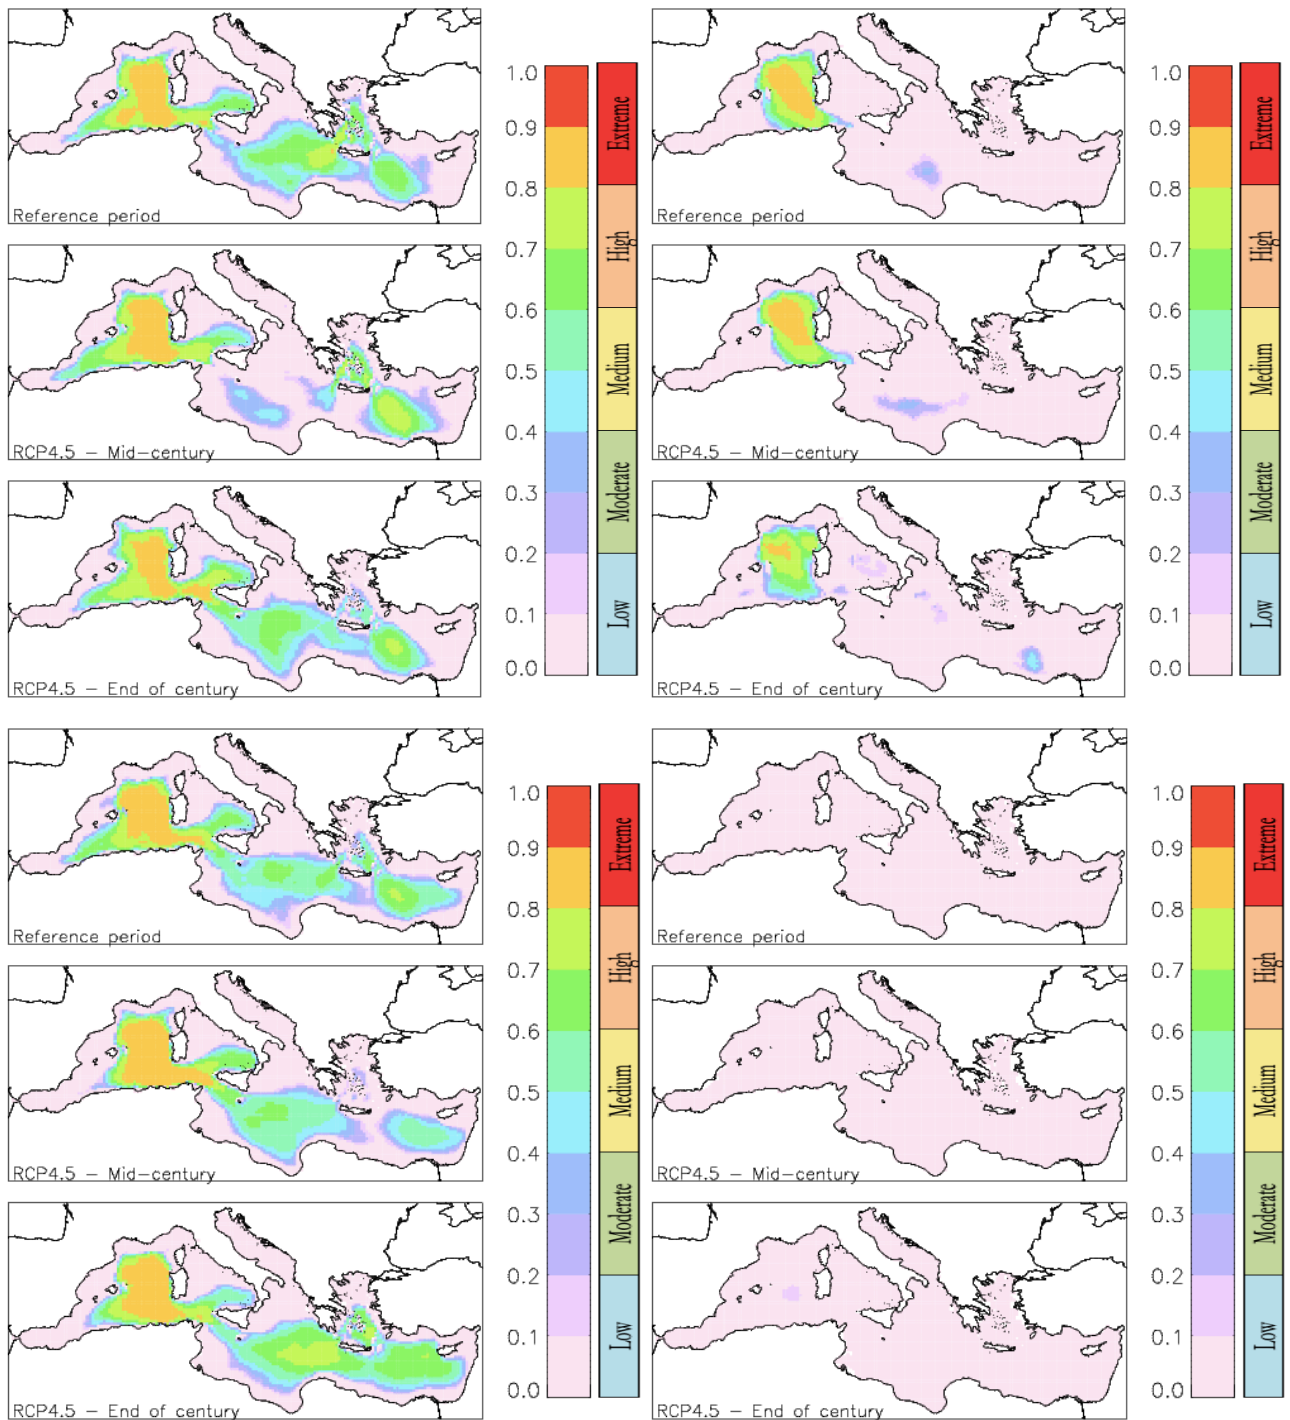 Reference period
RCP4.5 – Mid-century
RCP4.5 – End of century
1.0
0.9
0.8
0.7
0.6
0.5
0.4
0.3
0.2
0.1
0.0
Extreme
High
Medium
Moderate
Low
Reference period
RCP4.5 – Mid-century
RCP4.5 – End of century
1.0
0.9
0.8
0.7
0.6
0.5
0.4
0.3
0.2
0.1
0.0
Extreme
High
Medium
Moderate
Low
Reference period
RCP4.5 – Mid-century
RCP4.5 – End of century
1.0
0.9
0.8
0.7
0.6
0.5
0.4
0.3
0.2
0.1
0.0
Extreme
High
Medium
Moderate
Low
Reference period
RCP4.5 – Mid-century
RCP4.5 – End of century
1.0
0.9
0.8
0.7
0.6
0.5
0.4
0.3
0.2
0.1
0.0
Extreme
High
Medium
Moderate
Low